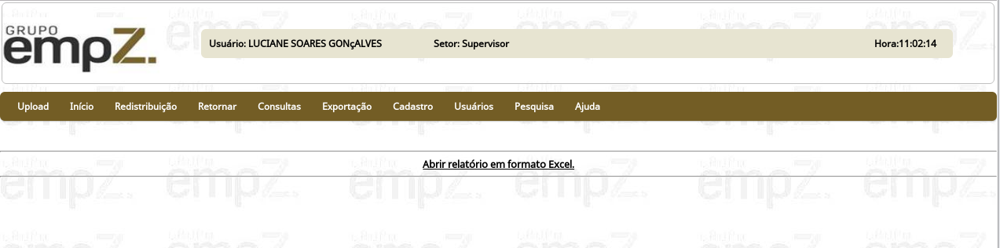 GRUPO
empZ.
Usuário: LUCIANE SOARES GONçALVES Setor: Supervisor Hora:11:02:14
Upload Início Redistribuição Retornar Consultas Exportação Cadastro Usuários Pesquisa Ajuda
Abrir relatório em formato Excel.